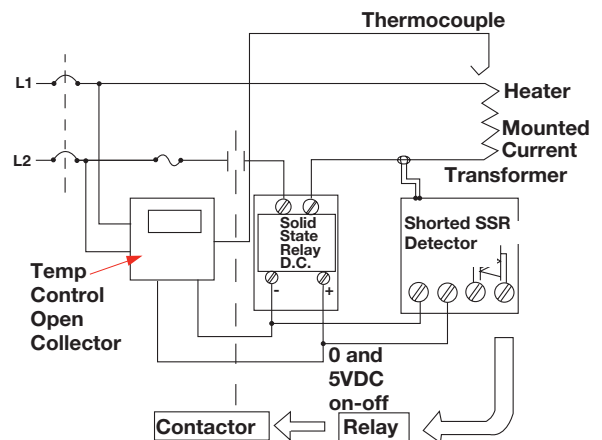 Thermocouple
L1
Heater
Mounted
Current
Transformer
L2
Solid
State
Relay
D.C.
- +
Shorted SSR
Detector
Temp
Control
Open
Collector
0 and
5VDC
on-off
Contactor
Relay